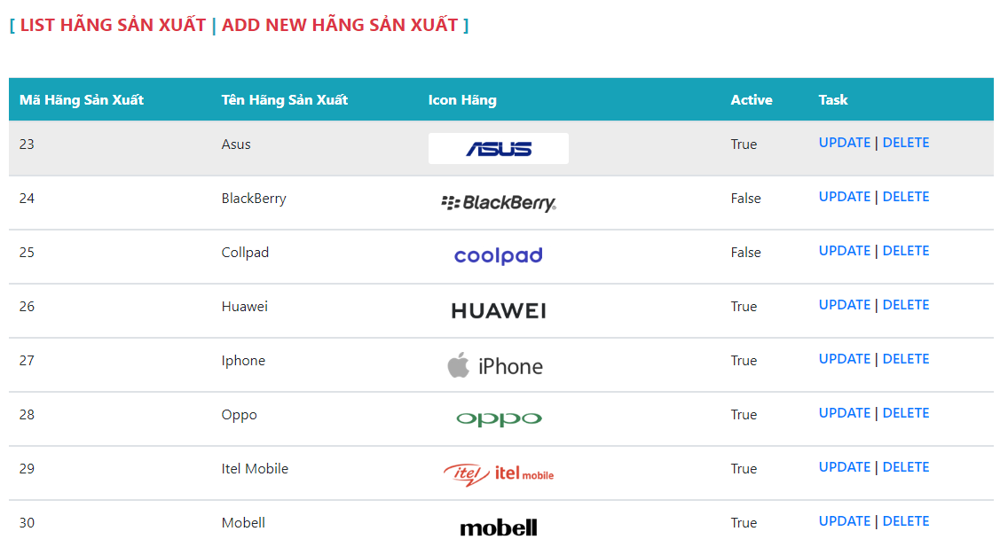 [ LIST HÃNG SẢN XUẤT | ADD NEW HÃNG SẢN XUẤT ]
Mã Hãng Sản Xuất Tên Hãng Sản Xuất Icon Hãng Active Task
23 Asus ASUS True UPDATE | DELETE
24 BlackBerry BlackBerry® False UPDATE | DELETE
25 Collpad coolpad False UPDATE | DELETE
26 Huawei HUAWEI True UPDATE | DELETE
27 Iphone iPhone True UPDATE | DELETE
28 Oppo oppo True UPDATE | DELETE
29 Itel Mobile itel itel mobile True UPDATE | DELETE
30 Mobell mobell True UPDATE | DELETE